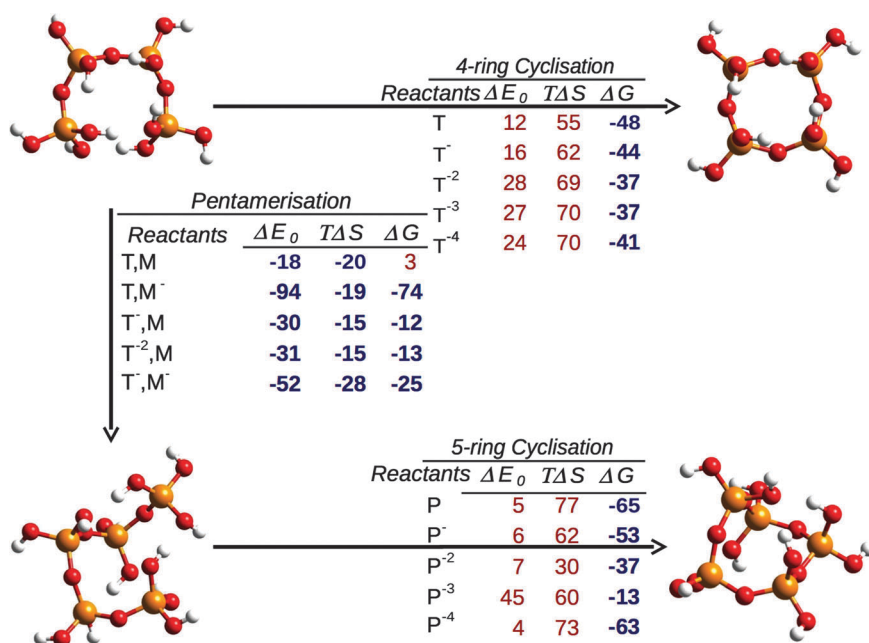 4-ring Cyclisation
Reactants ΔE₀ TΔS ΔG
T 12 55 -48
T⁻ 16 62 -44
T⁻² 28 69 -37
T⁻³ 27 70 -37
T⁻⁴ 24 70 -41
Pentamerisation
Reactants ΔE₀ TΔS ΔG
T,M -18 -20 3
T,M⁻ -94 -19 -74
T⁻,M -30 -15 -12
T⁻²,M -31 -15 -13
T⁻,M⁻ -52 -28 -25
5-ring Cyclisation
Reactants ΔE₀ TΔS ΔG
P 5 77 -65
P⁻ 6 62 -53
P⁻² 7 30 -37
P⁻³ 45 60 -13
P⁻⁴ 4 73 -63